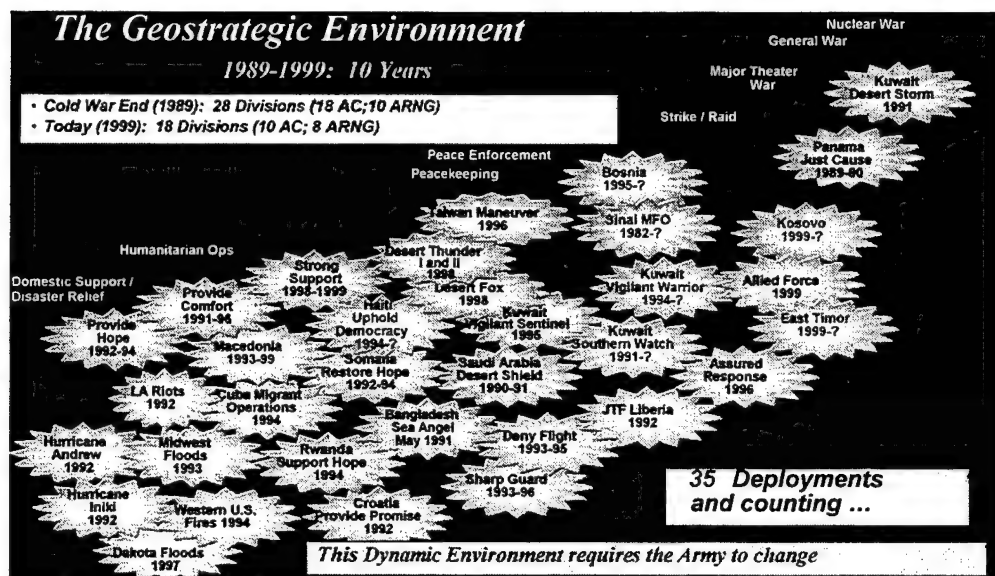 The Geostrategic Environment
1989-1999: 10 Years
• Cold War End (1989): 28 Divisions (18 AC;10 ARNG)
• Today (1999): 18 Divisions (10 AC; 8 ARNG)
Nuclear War
General War
Major Theater
War
Strike / Raid
Peace Enforcement
Peacekeeping
Humanitarian Ops
Domestic Support /
Disaster Relief
Kuwait
Desert Storm
1991
Panama
Just Cause
1989-90
Bosnia
1995-?
Taiwan Maneuver
1996
Sinai MFO
1982-?
Kosovo
1999-?
Strong
Support
1998-1999
Desert Thunder
I and II
1998
Desert Fox
1998
Kuwait
Vigilant Warrior
1994-?
Allied Force
1999
Provide
Comfort
1991-96
Haiti
Uphold
Democracy
1994-?
Kuwait
Vigilant Sentinel
1995
Kuwait
Southern Watch
1991-?
East Timor
1999-?
Provide
Hope
1992-94
Macedonia
1993-99
Somalia
Restore Hope
1992-94
Saudi Arabia
Desert Shield
1990-91
Assured
Response
1996
LA Riots
1992
Cuba Migrant
Operations
1994
Bangladesh
Sea Angel
May 1991
JTF Liberia
1992
Hurricane
Andrew
1992
Midwest
Floods
1993
Rwanda
Support Hope
1994
Deny Flight
1993-95
Sharp Guard
1993-96
Hurricane
Iniki
1992
Western U.S.
Fires 1994
Croatia
Provide Promise
1992
Dakota Floods
1997
35 Deployments
and counting ...
This Dynamic Environment requires the Army to change